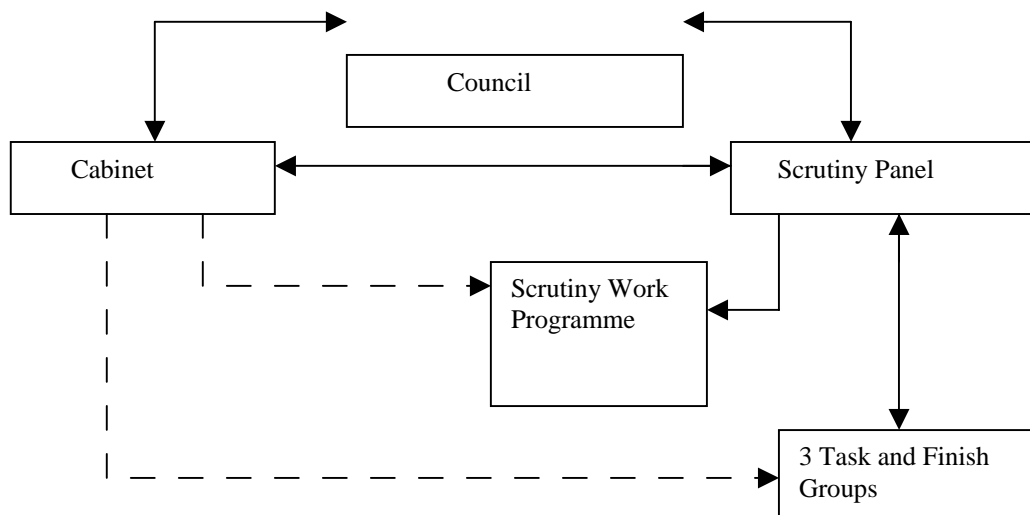 Council
Cabinet
Scrutiny Panel
Scrutiny Work
Programme
3 Task and Finish
Groups